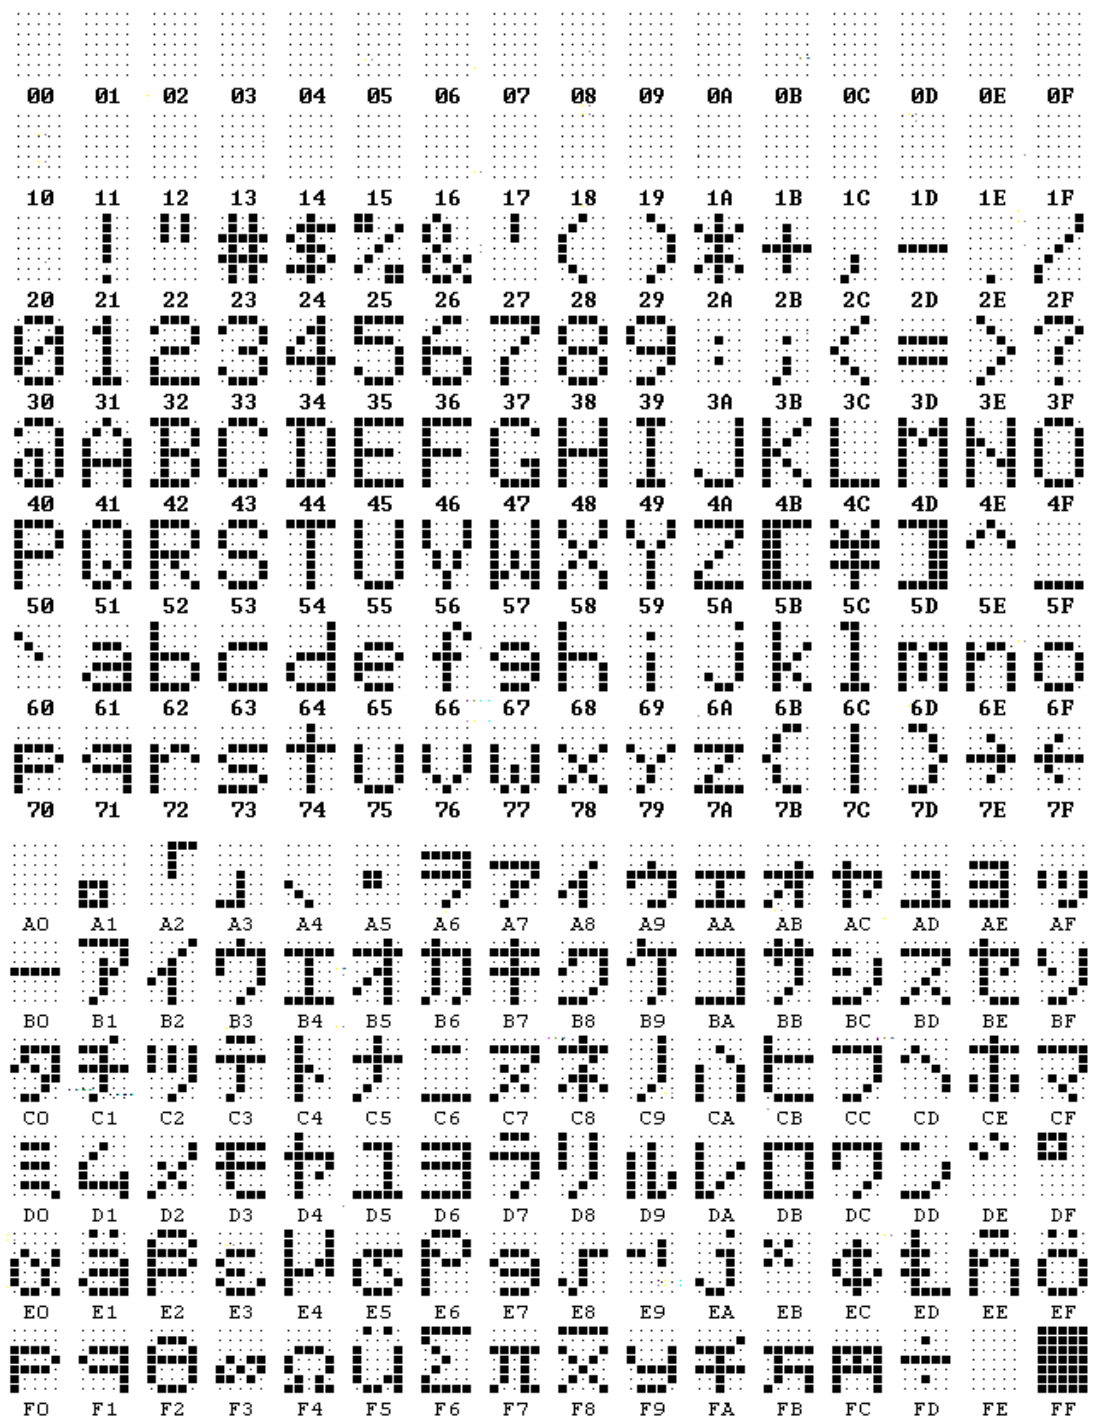 00 01 02 03 04 05 06 07 08 09 0A 0B 0C 0D 0E 0F
10 11 12 13 14 15 16 17 18 19 1A 1B 1C 1D 1E 1F
! " # $ % & ' ( ) * + , - . /
20 21 22 23 24 25 26 27 28 29 2A 2B 2C 2D 2E 2F
0 1 2 3 4 5 6 7 8 9 : ; < = > ?
30 31 32 33 34 35 36 37 38 39 3A 3B 3C 3D 3E 3F
@ A B C D E F G H I J K L M N O
40 41 42 43 44 45 46 47 48 49 4A 4B 4C 4D 4E 4F
P Q R S T U V W X Y Z [ ¥ ] ^ _
50 51 52 53 54 55 56 57 58 59 5A 5B 5C 5D 5E 5F
` a b c d e f g h i j k l m n o
60 61 62 63 64 65 66 67 68 69 6A 6B 6C 6D 6E 6F
p q r s t u v w x y z { | } → ←
70 71 72 73 74 75 76 77 78 79 7A 7B 7C 7D 7E 7F
。 「 」 、 ・ ヲ ァ ィ ゥ ェ ォ ャ ュ ョ ッ
A0 A1 A2 A3 A4 A5 A6 A7 A8 A9 AA AB AC AD AE AF
ー ア イ ウ エ オ カ キ ク ケ コ サ シ ス セ ソ
B0 B1 B2 B3 B4 B5 B6 B7 B8 B9 BA BB BC BD BE BF
タ チ ツ テ ト ナ ニ ヌ ネ ノ ハ ヒ フ ヘ ホ マ
C0 C1 C2 C3 C4 C5 C6 C7 C8 C9 CA CB CC CD CE CF
ミ ム メ モ ヤ ユ ヨ ラ リ ル レ ロ ワ ン ゛ ゜
D0 D1 D2 D3 D4 D5 D6 D7 D8 D9 DA DB DC DD DE DF
α ä β ε μ σ ρ g √ ⁻¹ j ˣ ¢ Ł ñ ö
E0 E1 E2 E3 E4 E5 E6 E7 E8 E9 EA EB EC ED EE EF
p q θ ∞ Ω ü Σ π x̄ y 千 万 円 ÷ █
F0 F1 F2 F3 F4 F5 F6 F7 F8 F9 FA FB FC FD FE FF